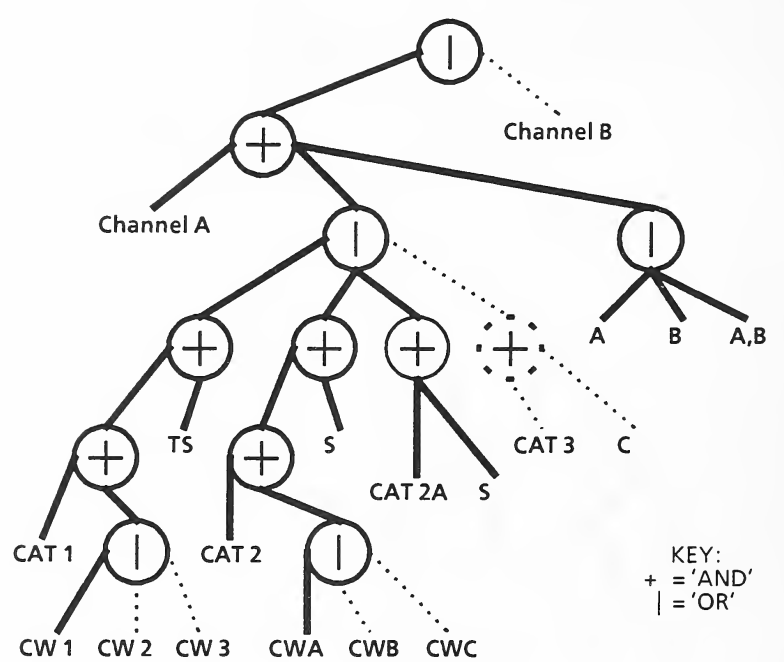 |
Channel B
+
Channel A
|
|
A
B
A,B
+
+
+
+
TS
S
CAT 3
C
+
+
CAT 2A
S
CAT 1
|
CAT 2
|
KEY:
+ = 'AND'
| = 'OR'
CW 1
CW 2
CW 3
CWA
CWB
CWC